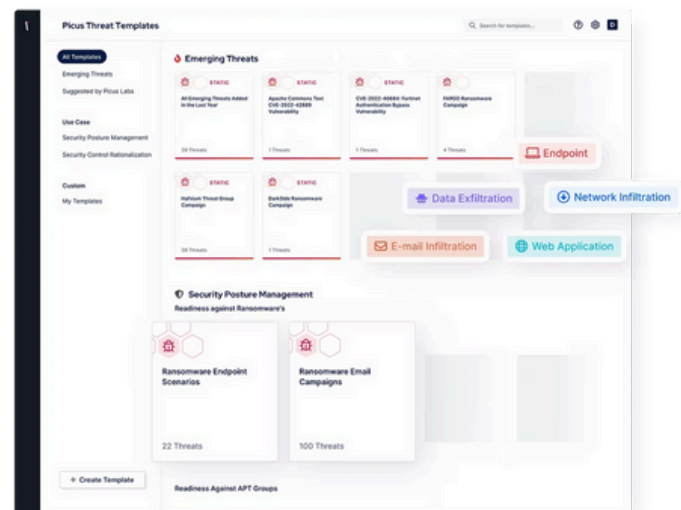 Picus Threat Templates
Search for templates...
D
All Templates
Emerging Threats
Suggested by Picus Labs
Use Case
Security Posture Management
Security Control Rationalization
Custom
My Templates
+ Create Template
Emerging Threats
STATIC
All Emerging Threats Added
in the Last Year
20 Threats
STATIC
Apache Commons Text
CVE-2022-42889
Vulnerability
1 Threats
STATIC
CVE-2022-40684: Fortinet
Authentication Bypass
Vulnerability
1 Threats
FARGO Ransomware
Campaign
4 Threats
STATIC
Hafnium Threat Group
Campaign
20 Threats
STATIC
DarkSide Ransomware
Campaign
1 Threats
Endpoint
Data Exfiltration
Network Infiltration
E-mail Infiltration
Web Application
Security Posture Management
Readiness against Ransomware's
Ransomware Endpoint
Scenarios
22 Threats
Ransomware Email
Campaigns
100 Threats
Readiness Against APT Groups